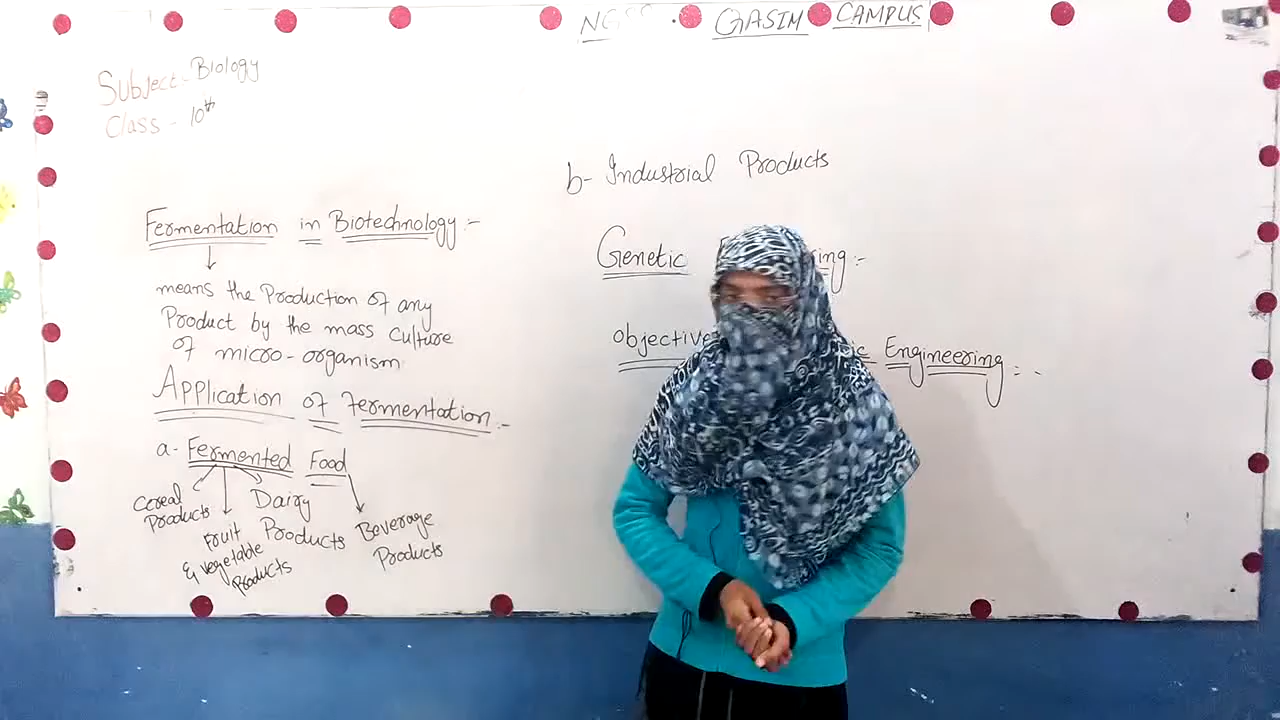 GASIM CAMPUS
Subject - Biology
Class - 10th
Fermentation in Biotechnology :-
means the Production of any
Product by the mass culture
of micro-organism
Application of Fermentation :-
a- Fermented Food
Cereal Products
Fruit & vegetable Products
Dairy Products
Beverage Products
b- Industrial Products
Genetic
objective Engineering : -